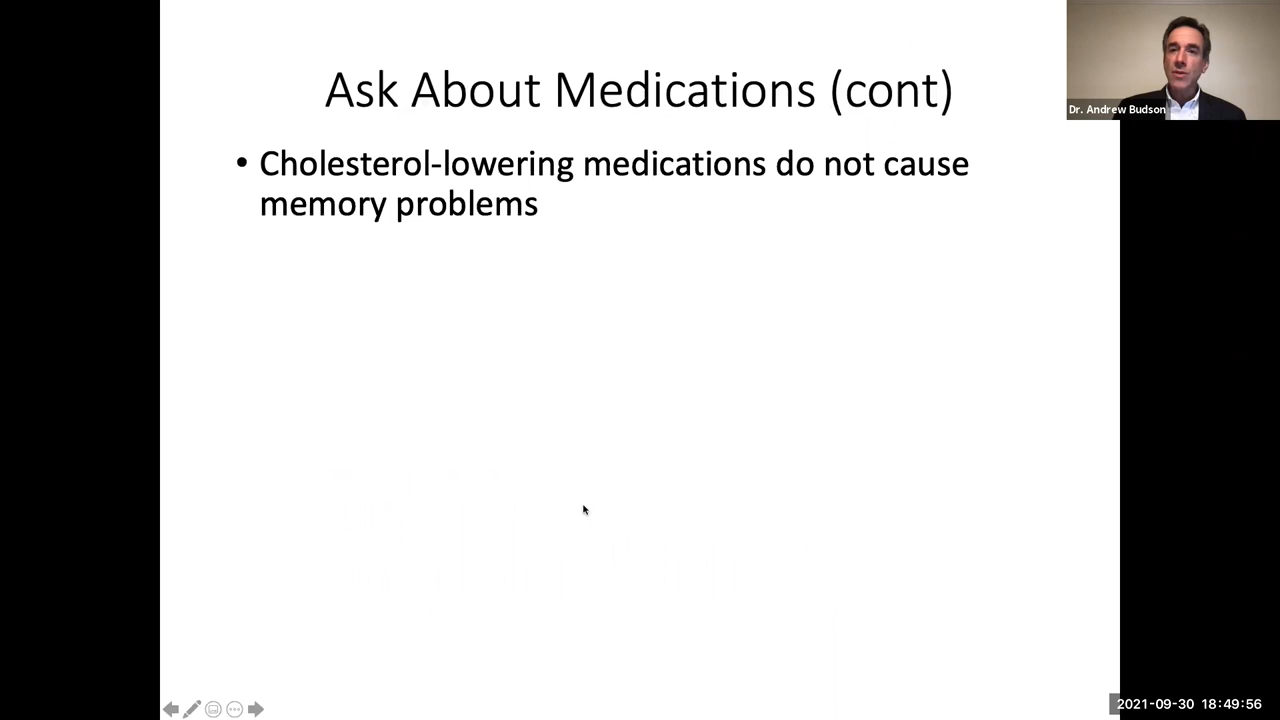 Ask About Medications (cont)
• Cholesterol-lowering medications do not cause
memory problems
Dr. Andrew Budson
2021-09-30 18:49:56